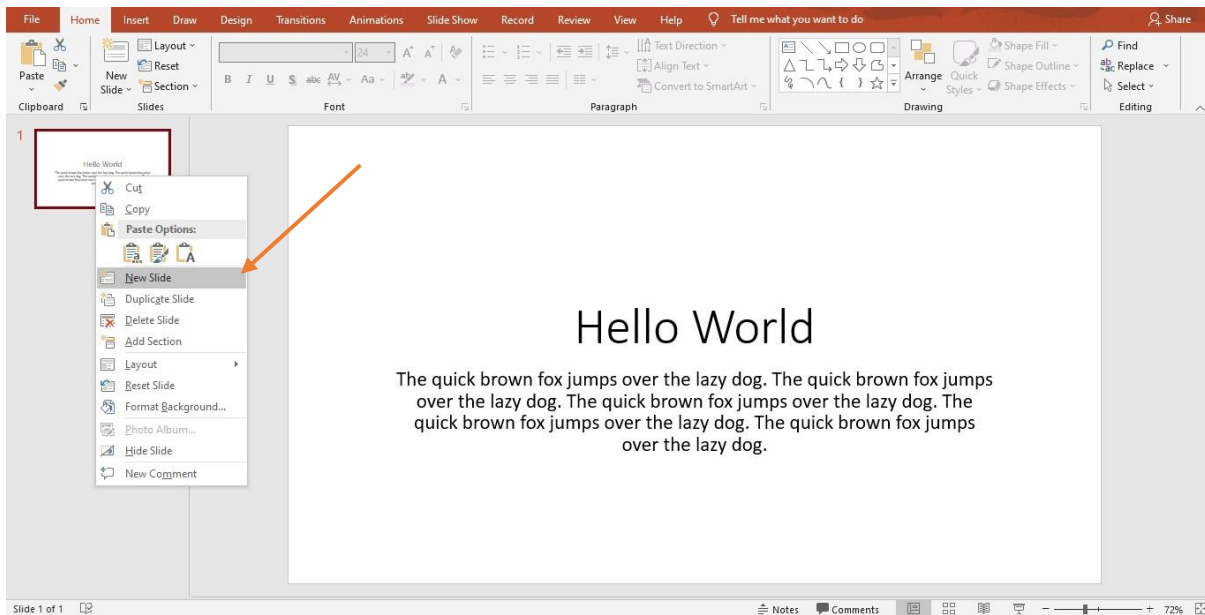 File Home Insert Draw Design Transitions Animations Slide Show Record Review View Help Tell me what you want to do Share
Paste
Clipboard
New
Slide
Layout
Reset
Section
Slides
24 A A
B I U S abc AV Aa A
Font
Text Direction
Align Text
Convert to SmartArt
Paragraph
Arrange
Quick
Styles
Shape Fill
Shape Outline
Shape Effects
Drawing
Find
Replace
Select
Editing
1
Hello World
Cut
Copy
Paste Options:
New Slide
Duplicate Slide
Delete Slide
Add Section
Layout
Reset Slide
Format Background...
Photo Album...
Hide Slide
New Comment
Hello World
The quick brown fox jumps over the lazy dog. The quick brown fox jumps
over the lazy dog. The quick brown fox jumps over the lazy dog. The
quick brown fox jumps over the lazy dog. The quick brown fox jumps
over the lazy dog.
Slide 1 of 1 Notes Comments 72%